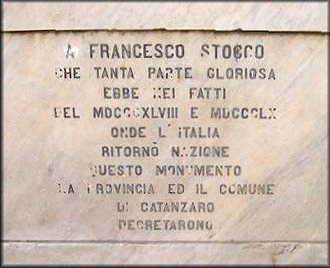 A FRANCESCO STOCCO
CHE TANTA PARTE GLORIOSA
EBBE NEI FATTI
DEL MDCCCXLVIII E MDCCCLX
ONDE L'ITALIA
RITORNÒ NAZIONE
QUESTO MONUMENTO
LA PROVINCIA ED IL COMUNE
DI CATANZARO
DECRETARONO